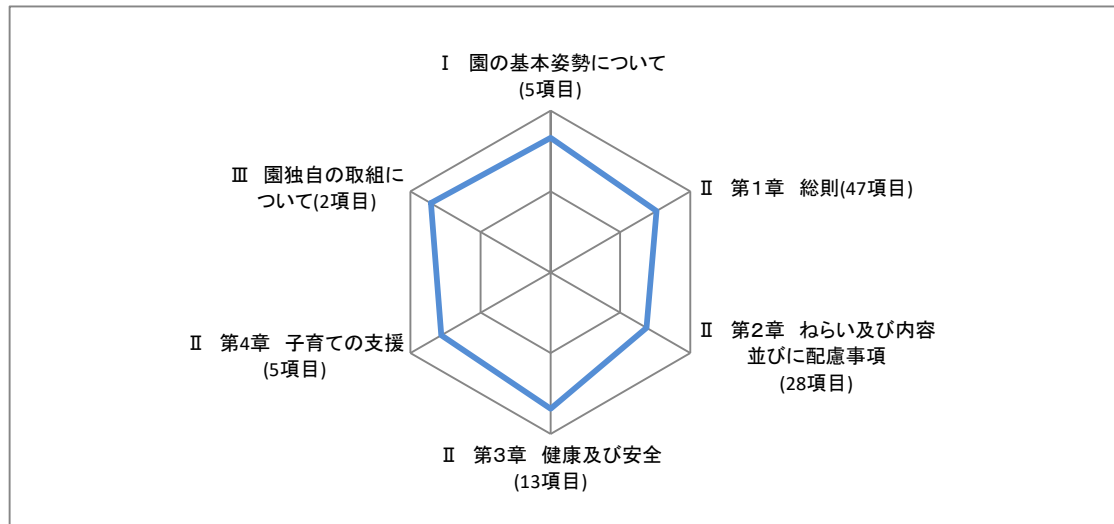 Ⅰ　園の基本姿勢について
(5項目)
Ⅱ　第１章　総則(47項目)
Ⅱ　第２章　ねらい及び内容
並びに配慮事項
(28項目)
Ⅱ　第３章　健康及び安全
(13項目)
Ⅱ　第4章　子育ての支援
(5項目)
Ⅲ　園独自の取組に
ついて(2項目)